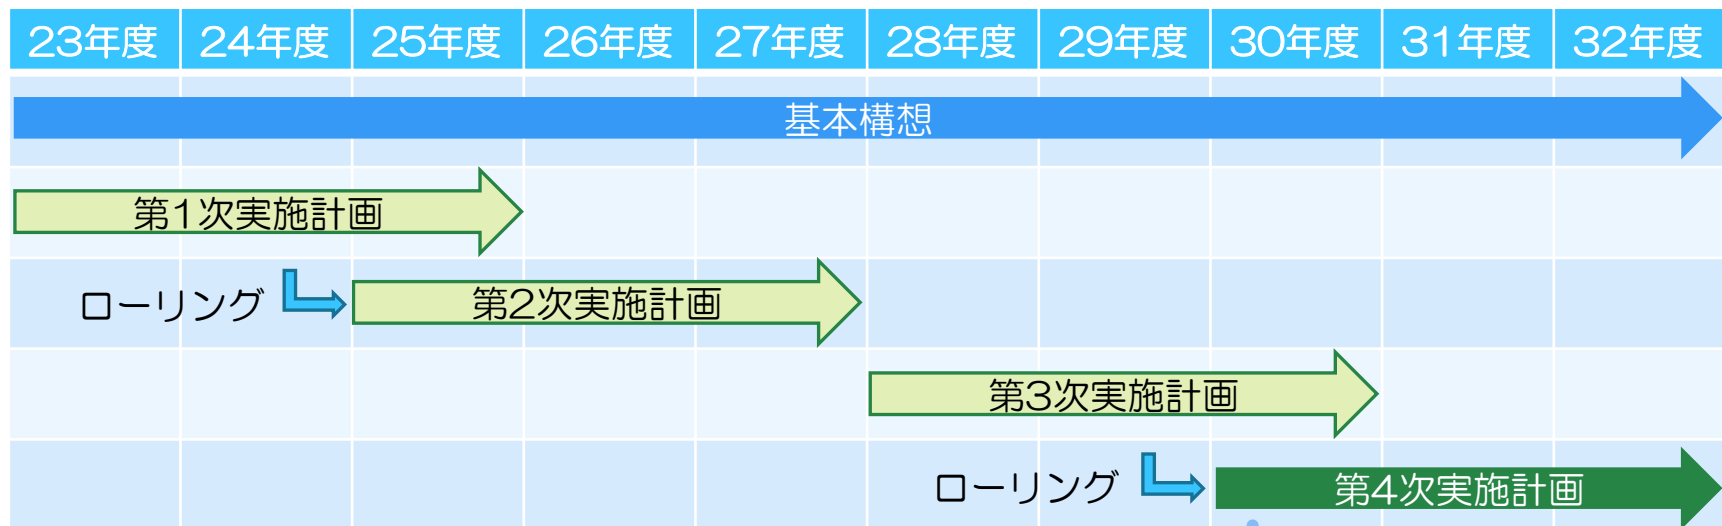 23年度 24年度 25年度 26年度 27年度 28年度 29年度 30年度 31年度 32年度
基本構想
第1次実施計画
ローリング 第2次実施計画
第3次実施計画
ローリング 第4次実施計画